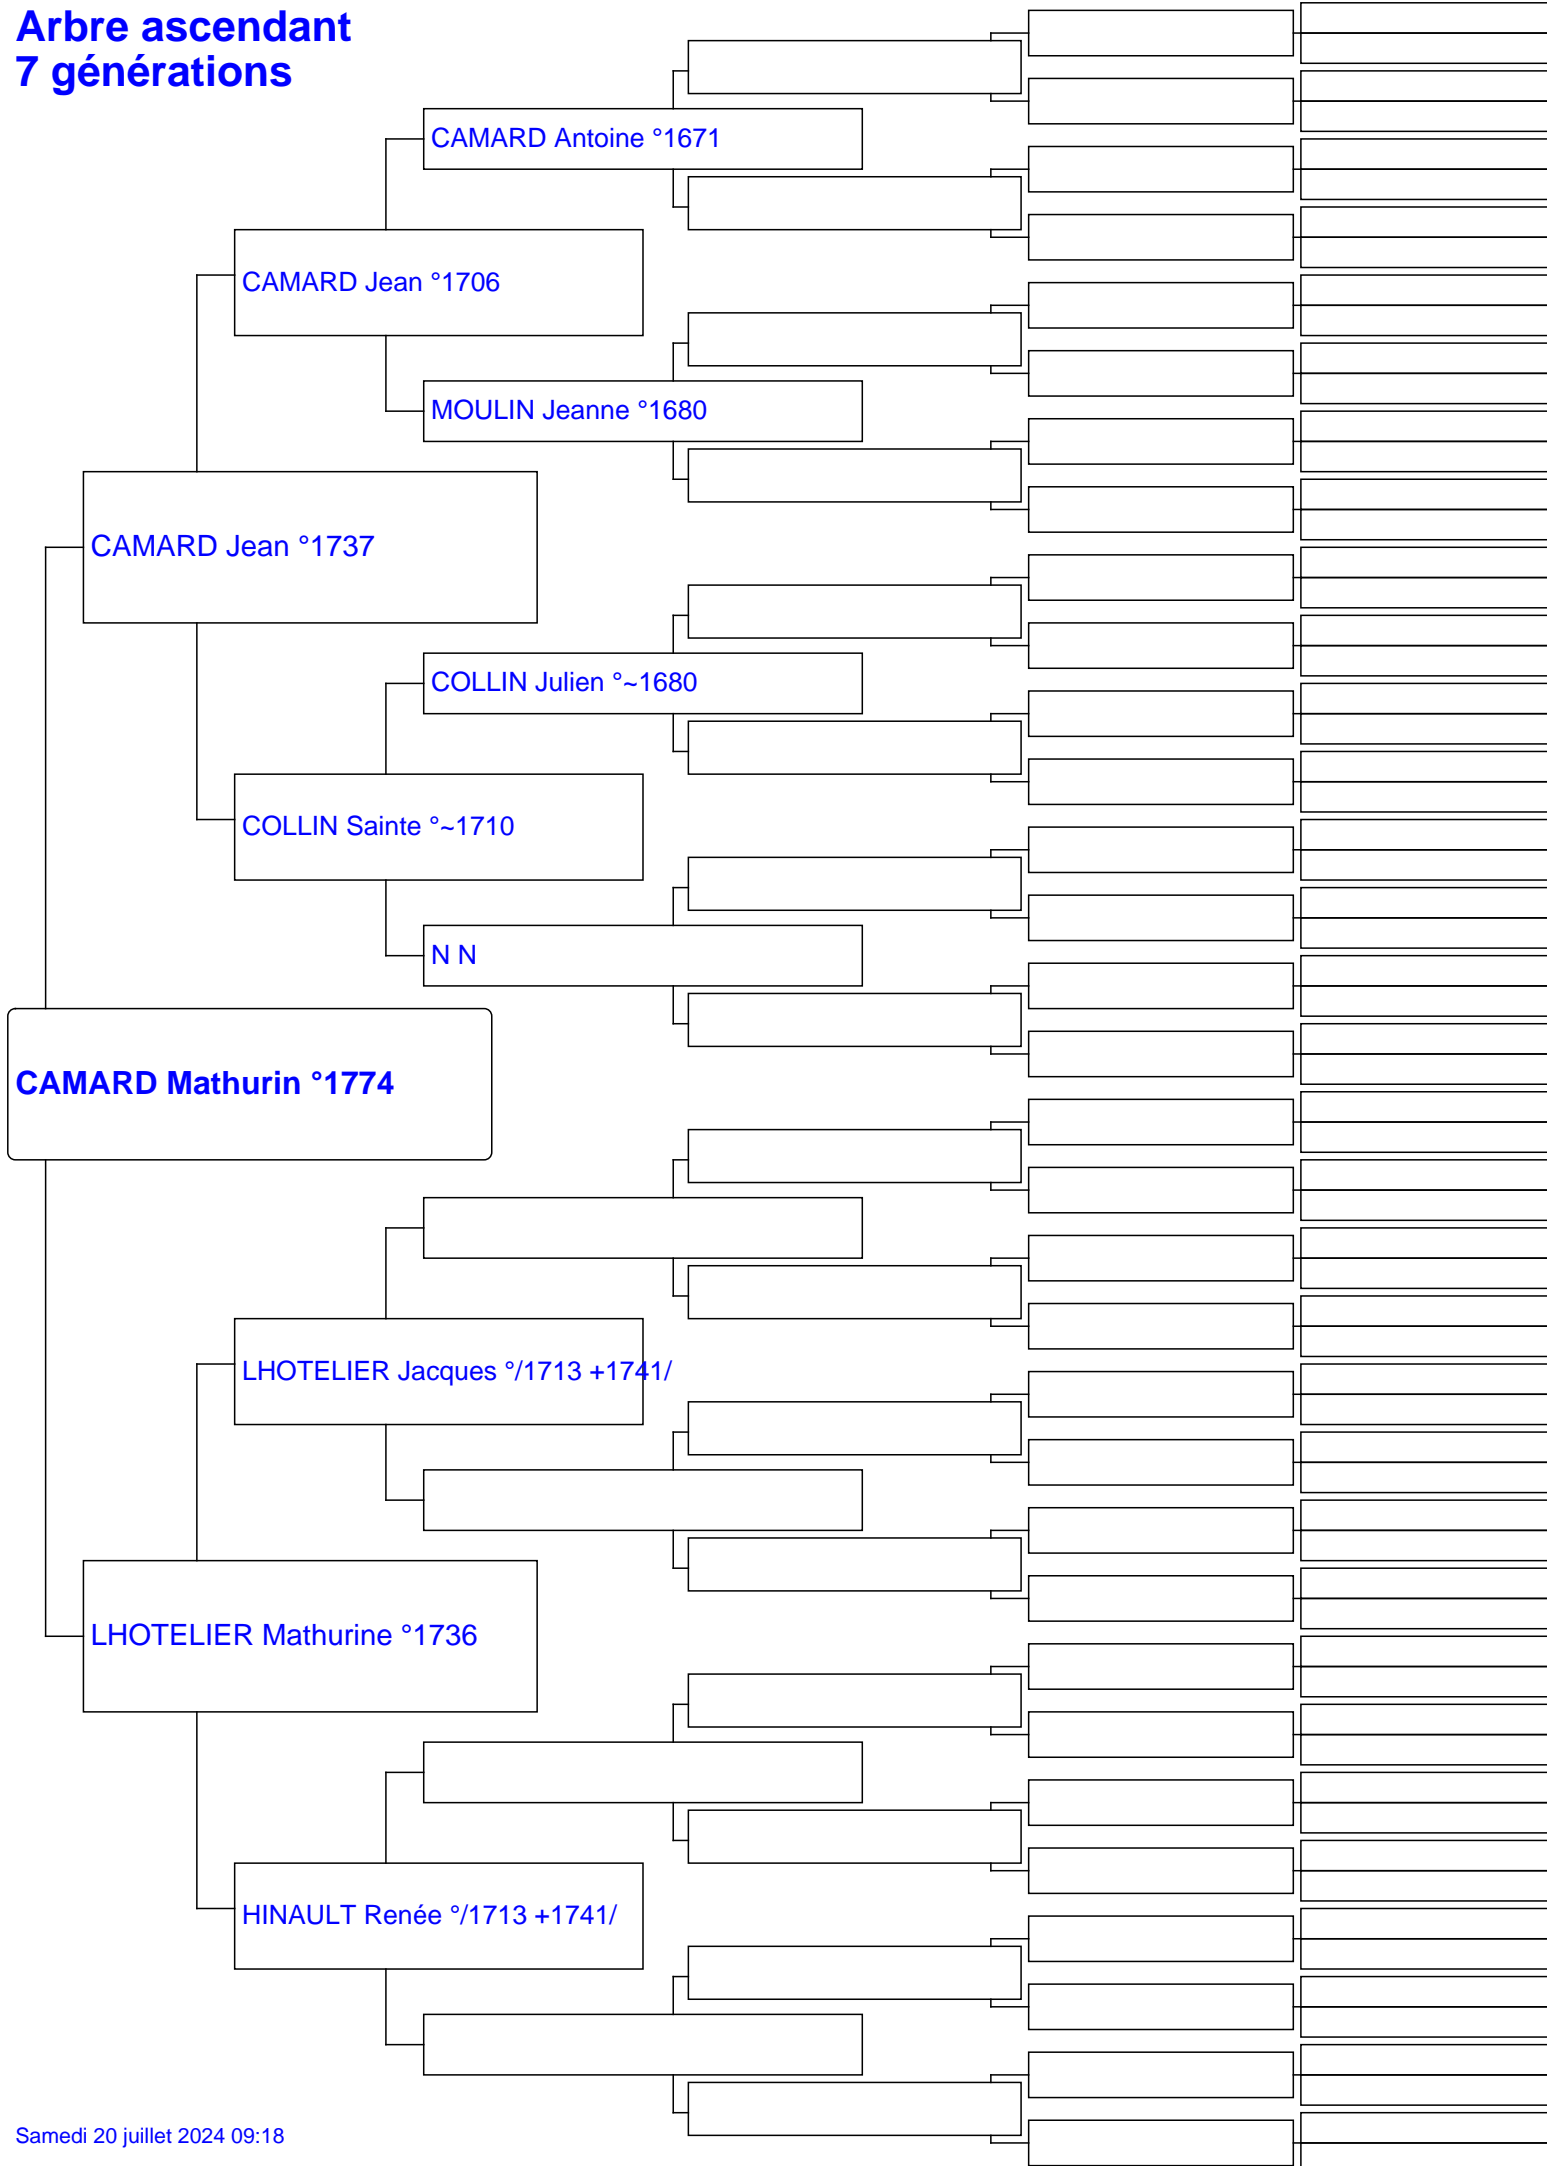 Arbre ascendant
7 générations
CAMARD Antoine °1671
CAMARD Jean °1706
MOULIN Jeanne °1680
CAMARD Jean °1737
COLLIN Julien °~1680
COLLIN Sainte °~1710
N N
CAMARD Mathurin °1774
LHOTELIER Jacques °/1713 +1741/
LHOTELIER Mathurine °1736
HINAULT Renée °/1713 +1741/
Samedi 20 juillet 2024 09:18